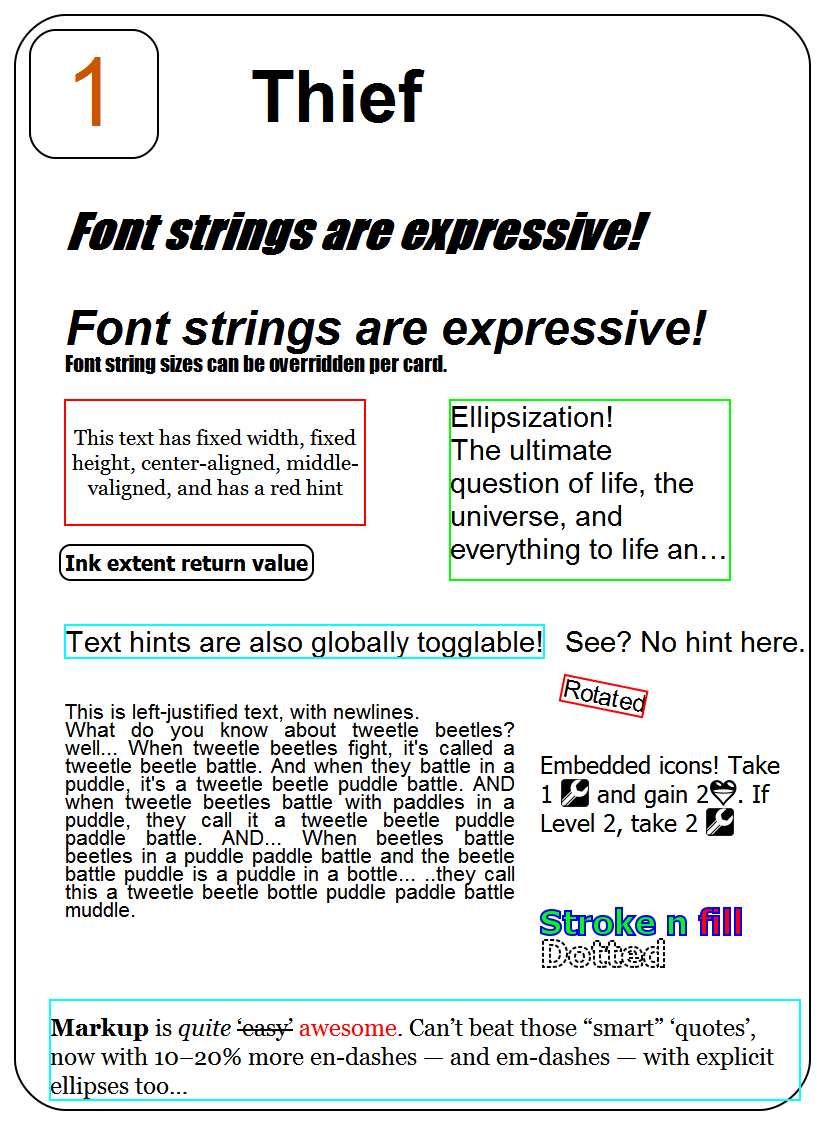 1
Thief
Font strings are expressive!
Font strings are expressive!
Font string sizes can be overridden per card.
This text has fixed width, fixed
height, center-aligned, middle-
valigned, and has a red hint
Ellipsization!
The ultimate
question of life, the
universe, and
everything to life an…
Ink extent return value
Text hints are also globally togglable!
See? No hint here.
Rotated
This is left-justified text, with newlines.
What do you know about tweetle beetles?
well... When tweetle beetles fight, it's called a
tweetle beetle battle. And when they battle in a
puddle, it's a tweetle beetle puddle battle. AND
when tweetle beetles battle with paddles in a
puddle, they call it a tweetle beetle puddle
paddle battle. AND... When beetles battle
beetles in a puddle paddle battle and the beetle
battle puddle is a puddle in a bottle... ..they call
this a tweetle beetle bottle puddle paddle battle
muddle.
Embedded icons! Take
1 and gain 2. If
Level 2, take 2
Stroke n fill
Dotted
Markup is quite ‘easy’ awesome. Can’t beat those “smart” ‘quotes’,
now with 10–20% more en-dashes — and em-dashes — with explicit
ellipses too…